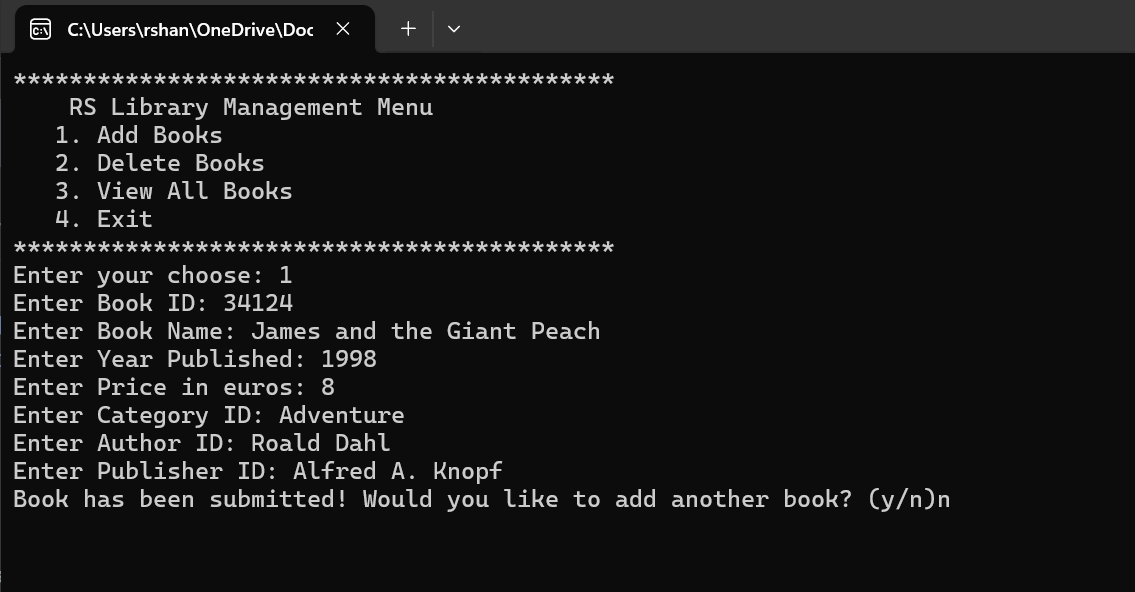 C:\Users\rshan\OneDrive\Doc
*******************************************
RS Library Management Menu
1. Add Books
2. Delete Books
3. View All Books
4. Exit
*******************************************
Enter your choose: 1
Enter Book ID: 34124
Enter Book Name: James and the Giant Peach
Enter Year Published: 1998
Enter Price in euros: 8
Enter Category ID: Adventure
Enter Author ID: Roald Dahl
Enter Publisher ID: Alfred A. Knopf
Book has been submitted! Would you like to add another book? (y/n)n